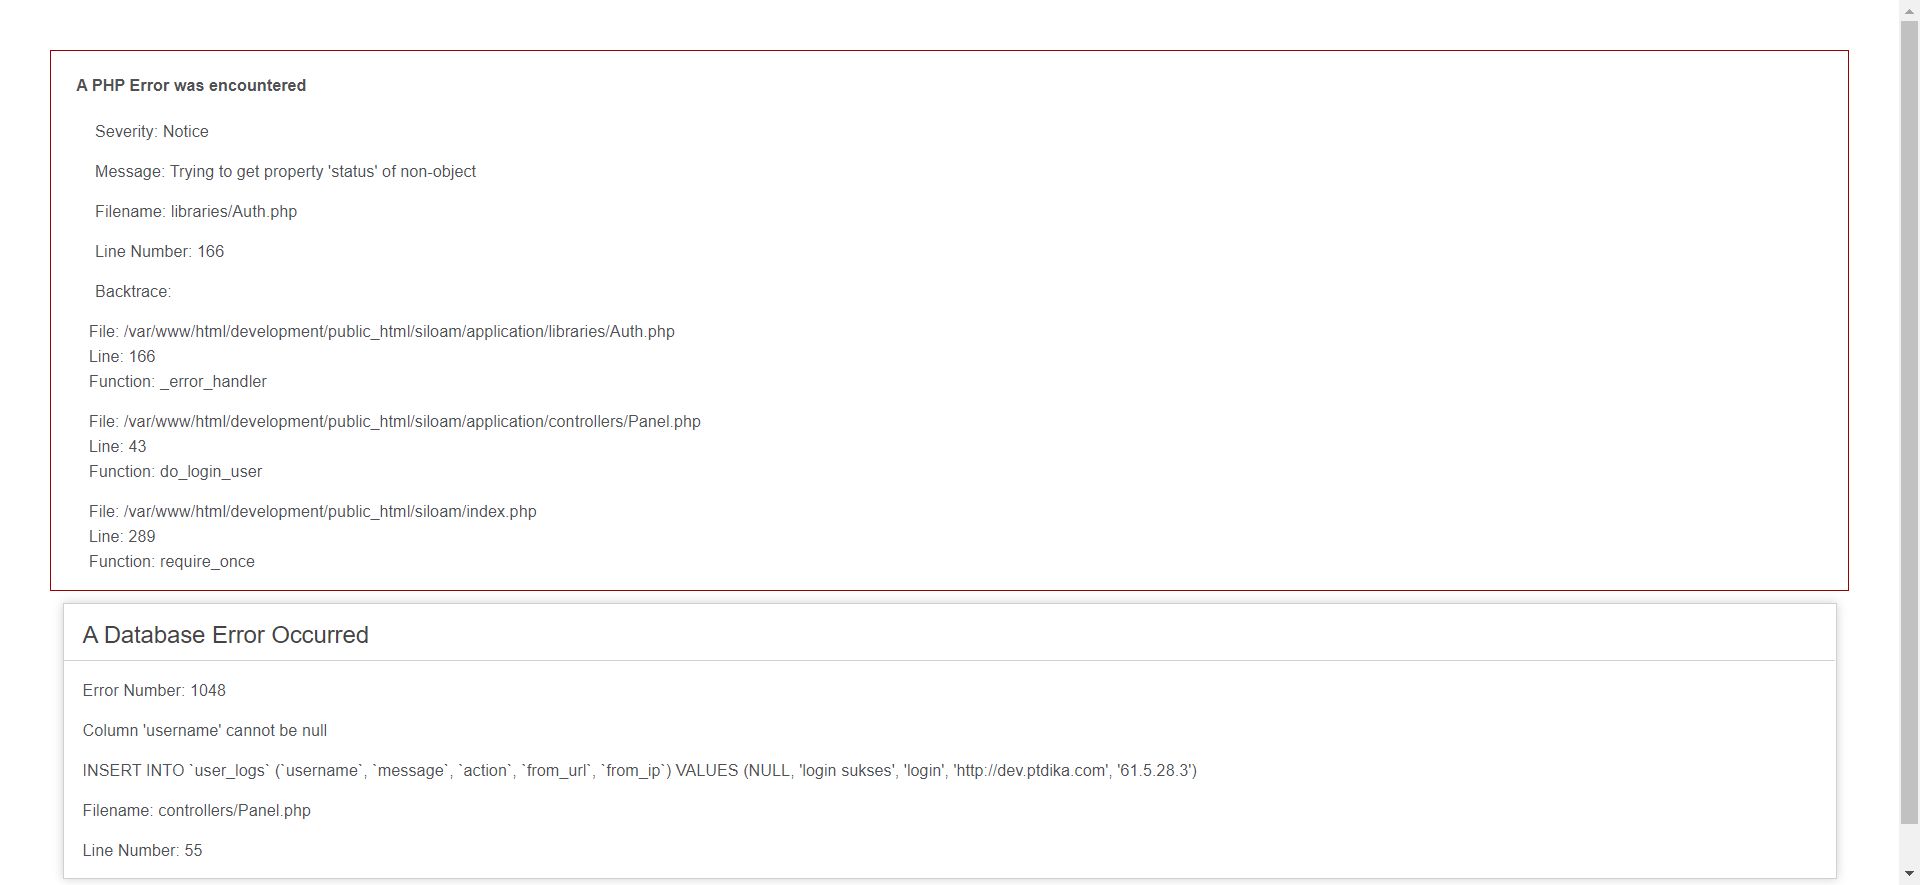 A PHP Error was encountered
Severity: Notice
Message: Trying to get property 'status' of non-object
Filename: libraries/Auth.php
Line Number: 166
Backtrace:
File: /var/www/html/development/public_html/siloam/application/libraries/Auth.php
Line: 166
Function: _error_handler
File: /var/www/html/development/public_html/siloam/application/controllers/Panel.php
Line: 43
Function: do_login_user
File: /var/www/html/development/public_html/siloam/index.php
Line: 289
Function: require_once
A Database Error Occurred
Error Number: 1048
Column 'username' cannot be null
INSERT INTO `user_logs` (`username`, `message`, `action`, `from_url`, `from_ip`) VALUES (NULL, 'login sukses', 'login', 'http://dev.ptdika.com', '61.5.28.3')
Filename: controllers/Panel.php
Line Number: 55